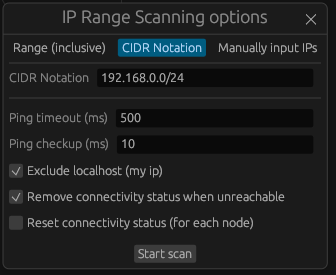 IP Range Scanning options
Range (inclusive) CIDR Notation Manually input IPs
CIDR Notation 192.168.0.0/24
Ping timeout (ms) 500
Ping checkup (ms) 10
Exclude localhost (my ip)
Remove connectivity status when unreachable
Reset connectivity status (for each node)
Start scan